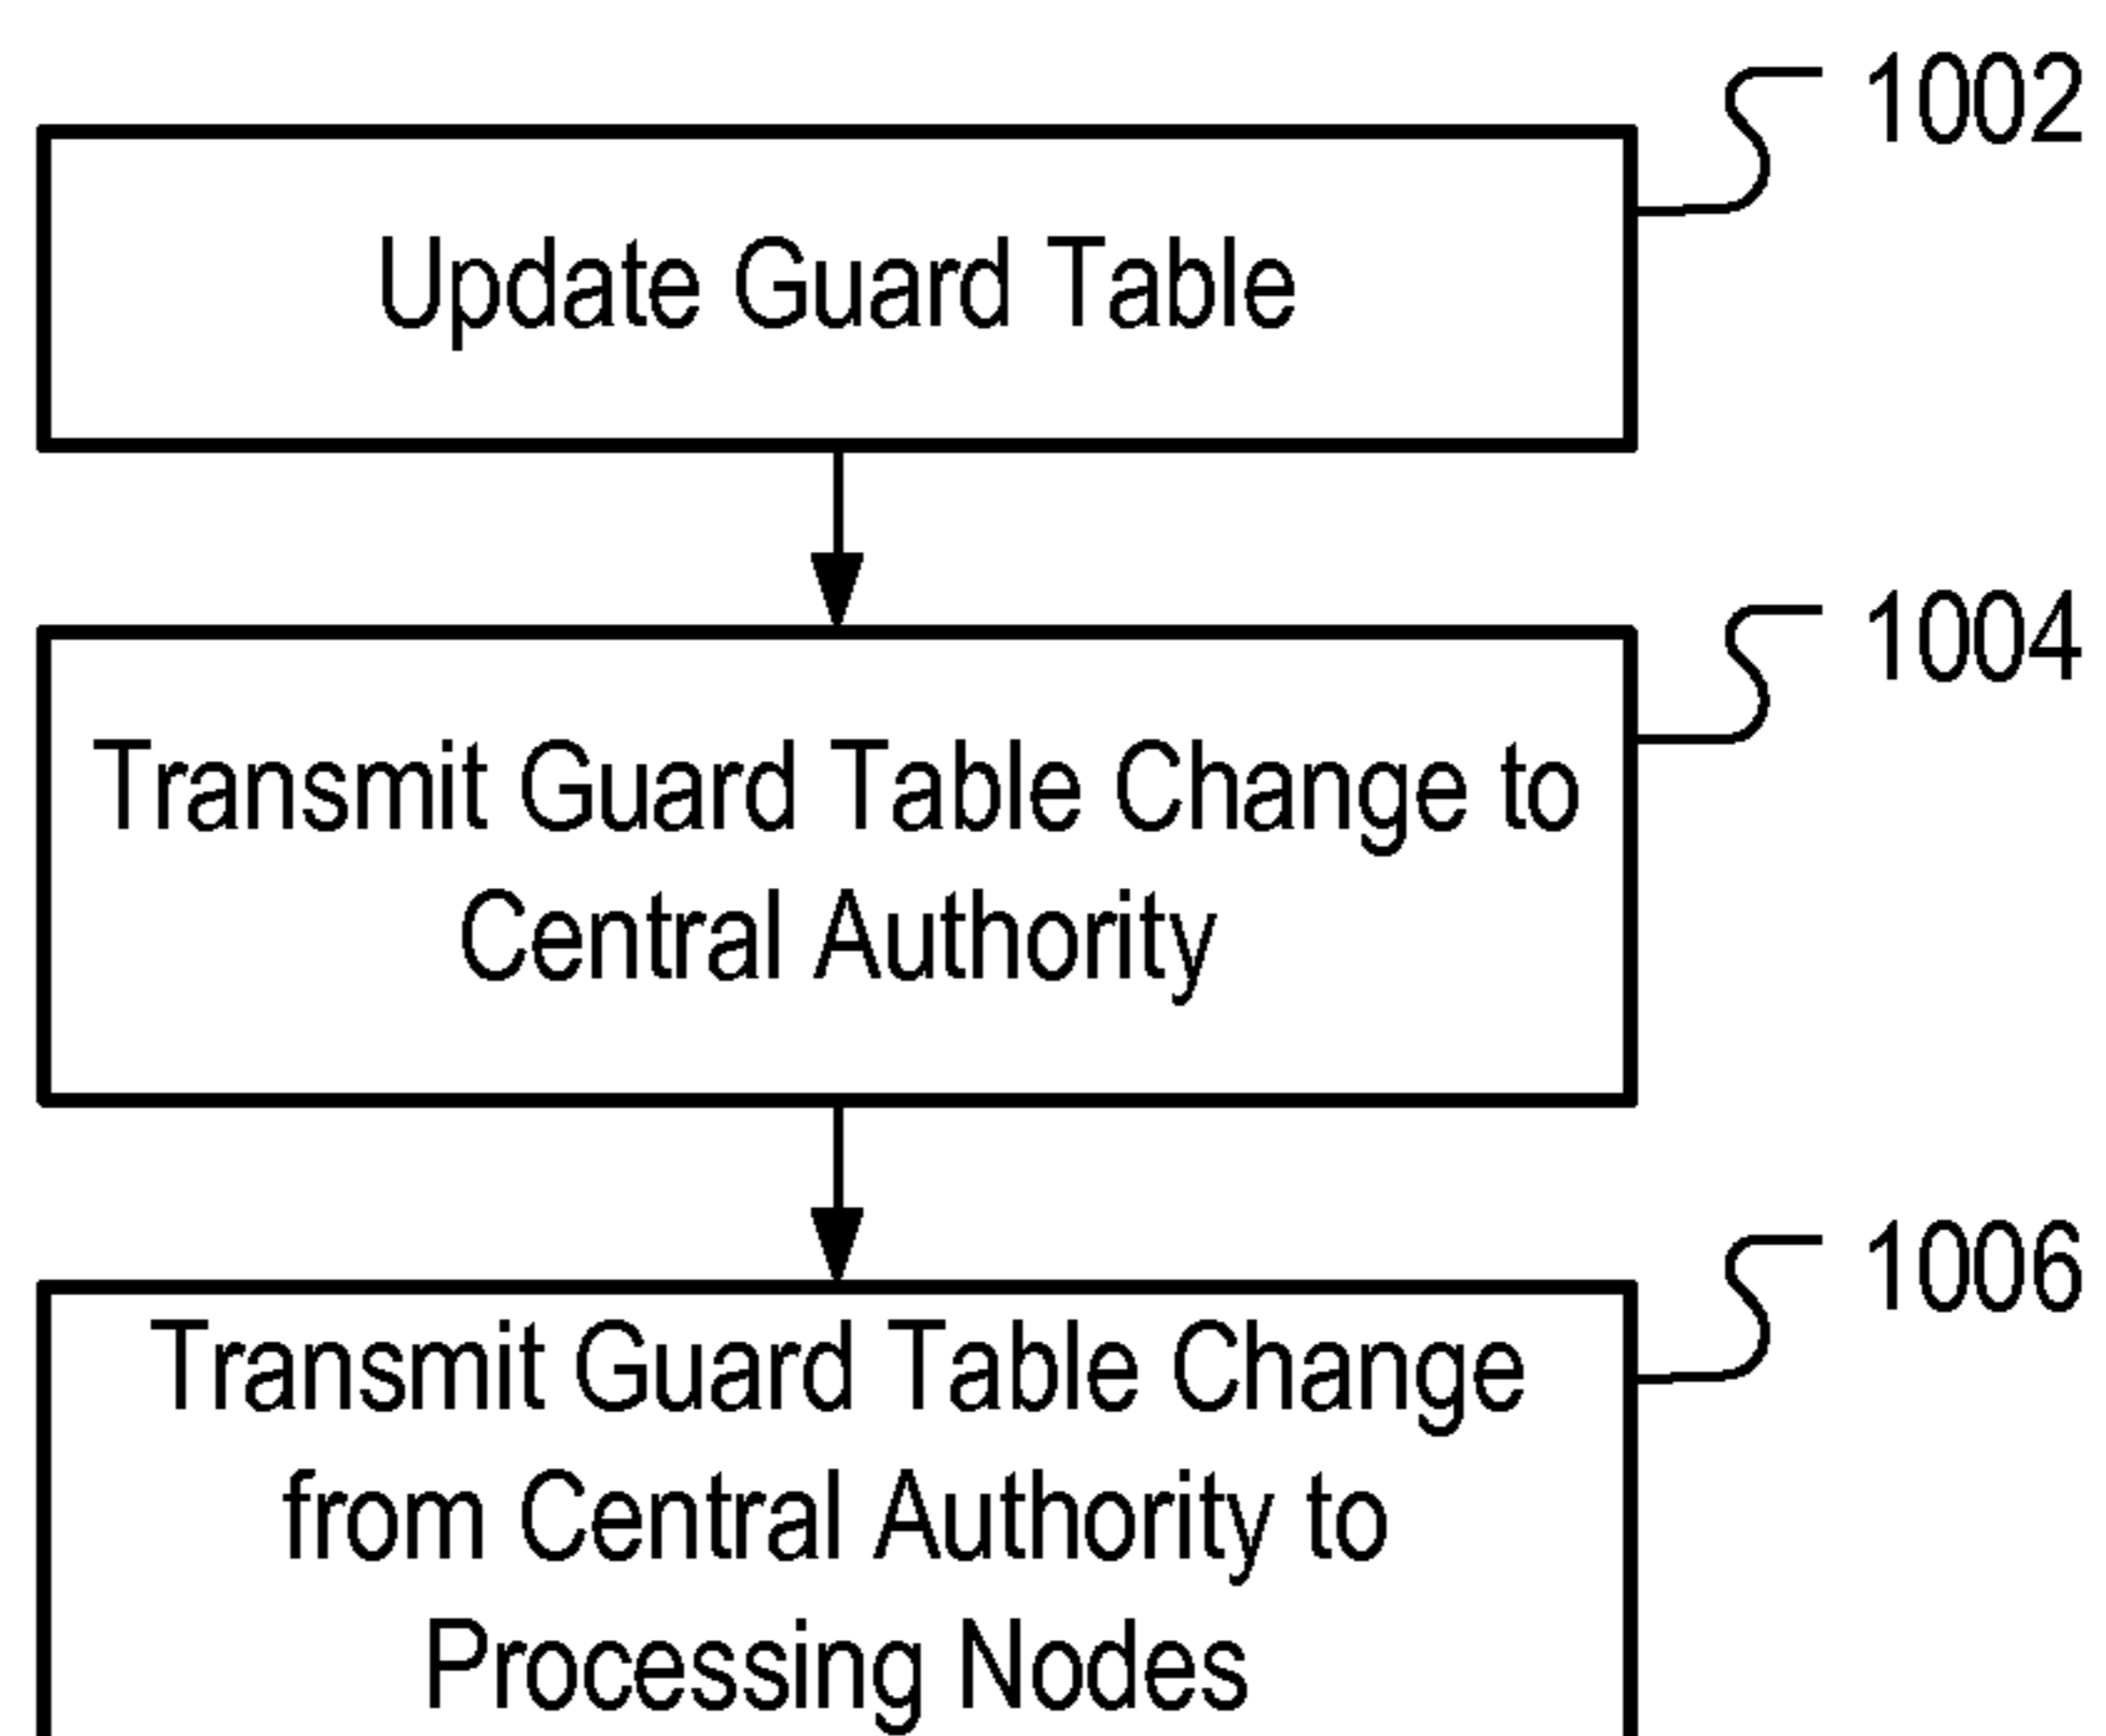 1002
Update Guard Table
1004
Transmit Guard Table Change to
Central Authority
1006
Transmit Guard Table Change
from Central Authority to
Processing Nodes